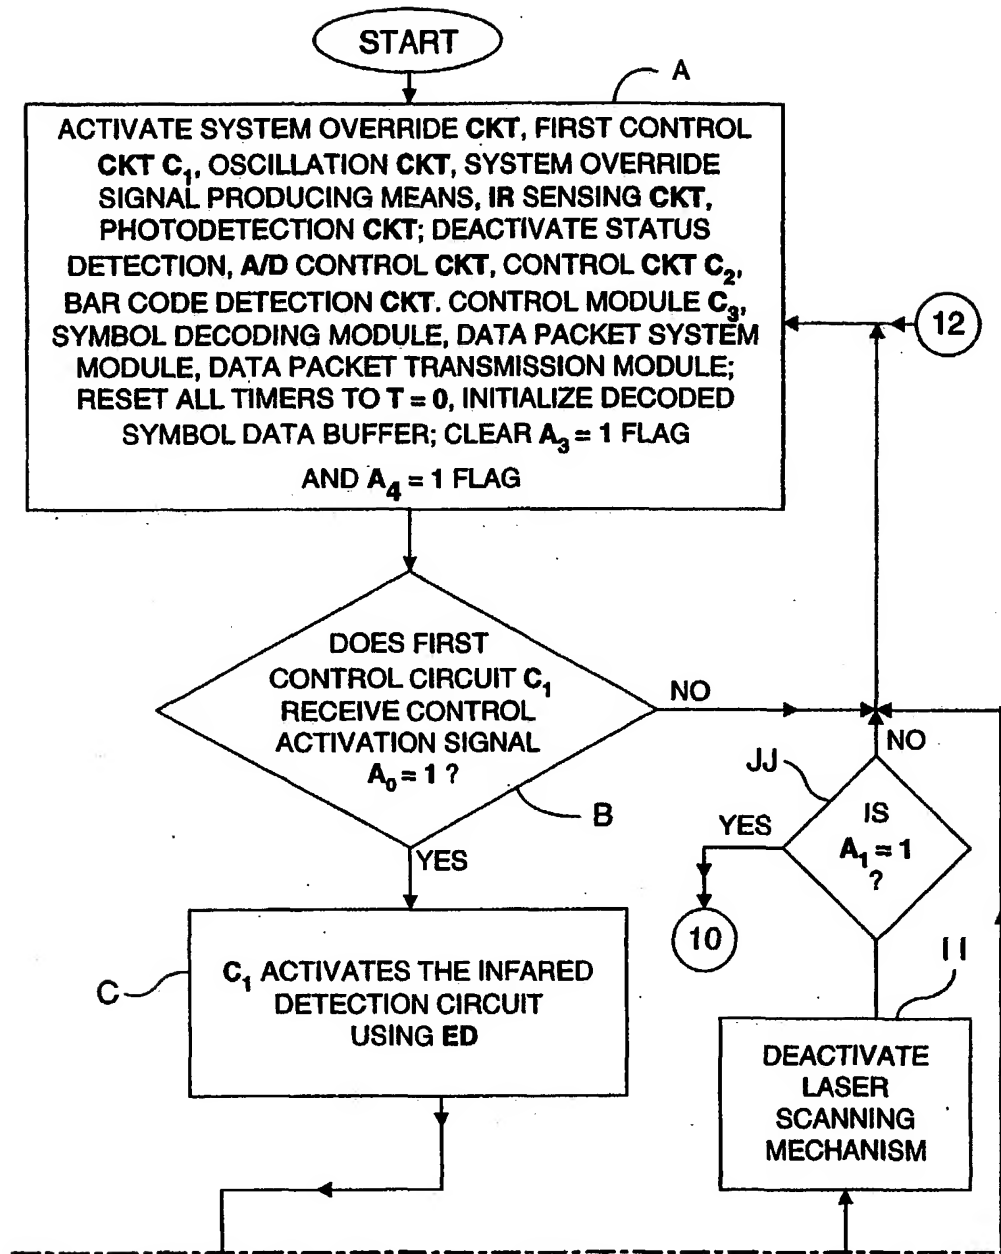 START
A
ACTIVATE SYSTEM OVERRIDE CKT, FIRST CONTROL
CKT C₁, OSCILLATION CKT, SYSTEM OVERRIDE
SIGNAL PRODUCING MEANS, IR SENSING CKT,
PHOTODETECTION CKT; DEACTIVATE STATUS
DETECTION, A/D CONTROL CKT, CONTROL CKT C₂,
BAR CODE DETECTION CKT. CONTROL MODULE C₃,
SYMBOL DECODING MODULE, DATA PACKET SYSTEM
MODULE, DATA PACKET TRANSMISSION MODULE;
RESET ALL TIMERS TO T = 0, INITIALIZE DECODED
SYMBOL DATA BUFFER; CLEAR A₃ = 1 FLAG
AND A₄ = 1 FLAG
12
DOES FIRST
CONTROL CIRCUIT C₁
RECEIVE CONTROL
ACTIVATION SIGNAL
A₀ = 1 ?
NO
B
YES
NO
JJ
IS
A₁ = 1
?
YES
10
C
C₁ ACTIVATES THE INFARED
DETECTION CIRCUIT
USING ED
II
DEACTIVATE
LASER
SCANNING
MECHANISM